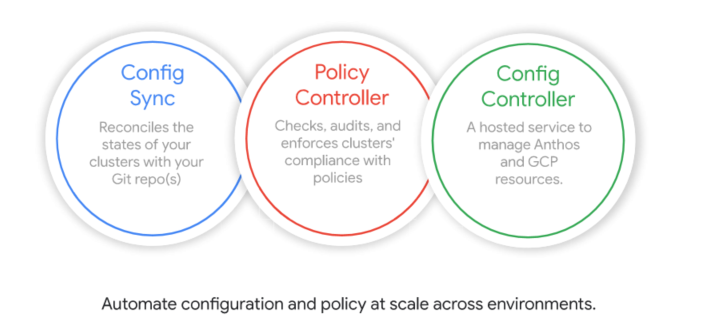 Config
Sync
Reconciles the
states of your
clusters with your
Git repo(s)
Policy
Controller
Checks, audits, and
enforces clusters'
compliance with
policies
Config
Controller
A hosted service to
manage Anthos
and GCP
resources.
Automate configuration and policy at scale across environments.